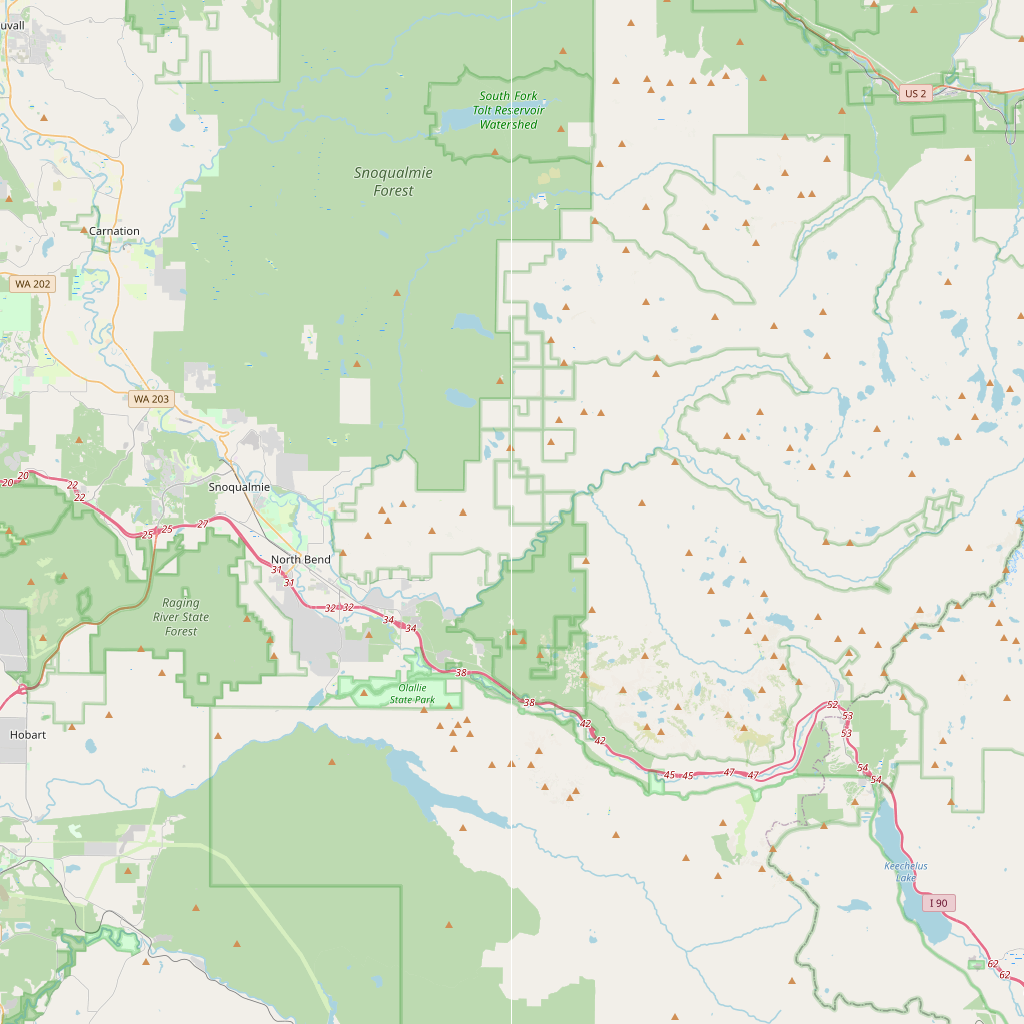 uvall
US 2
South Fork
Tolt Reservoir
Watershed
Snoqualmie
Forest
Carnation
WA 202
WA 203
20
20
22
22
Snoqualmie
25
25
27
North Bend
31
31
32
32
34
34
Raging
River State
Forest
38
Olallie
State Park
38
42
42
52
53
53
Hobart
45
45
47
47
54
54
Keechelus
Lake
I 90
62
62